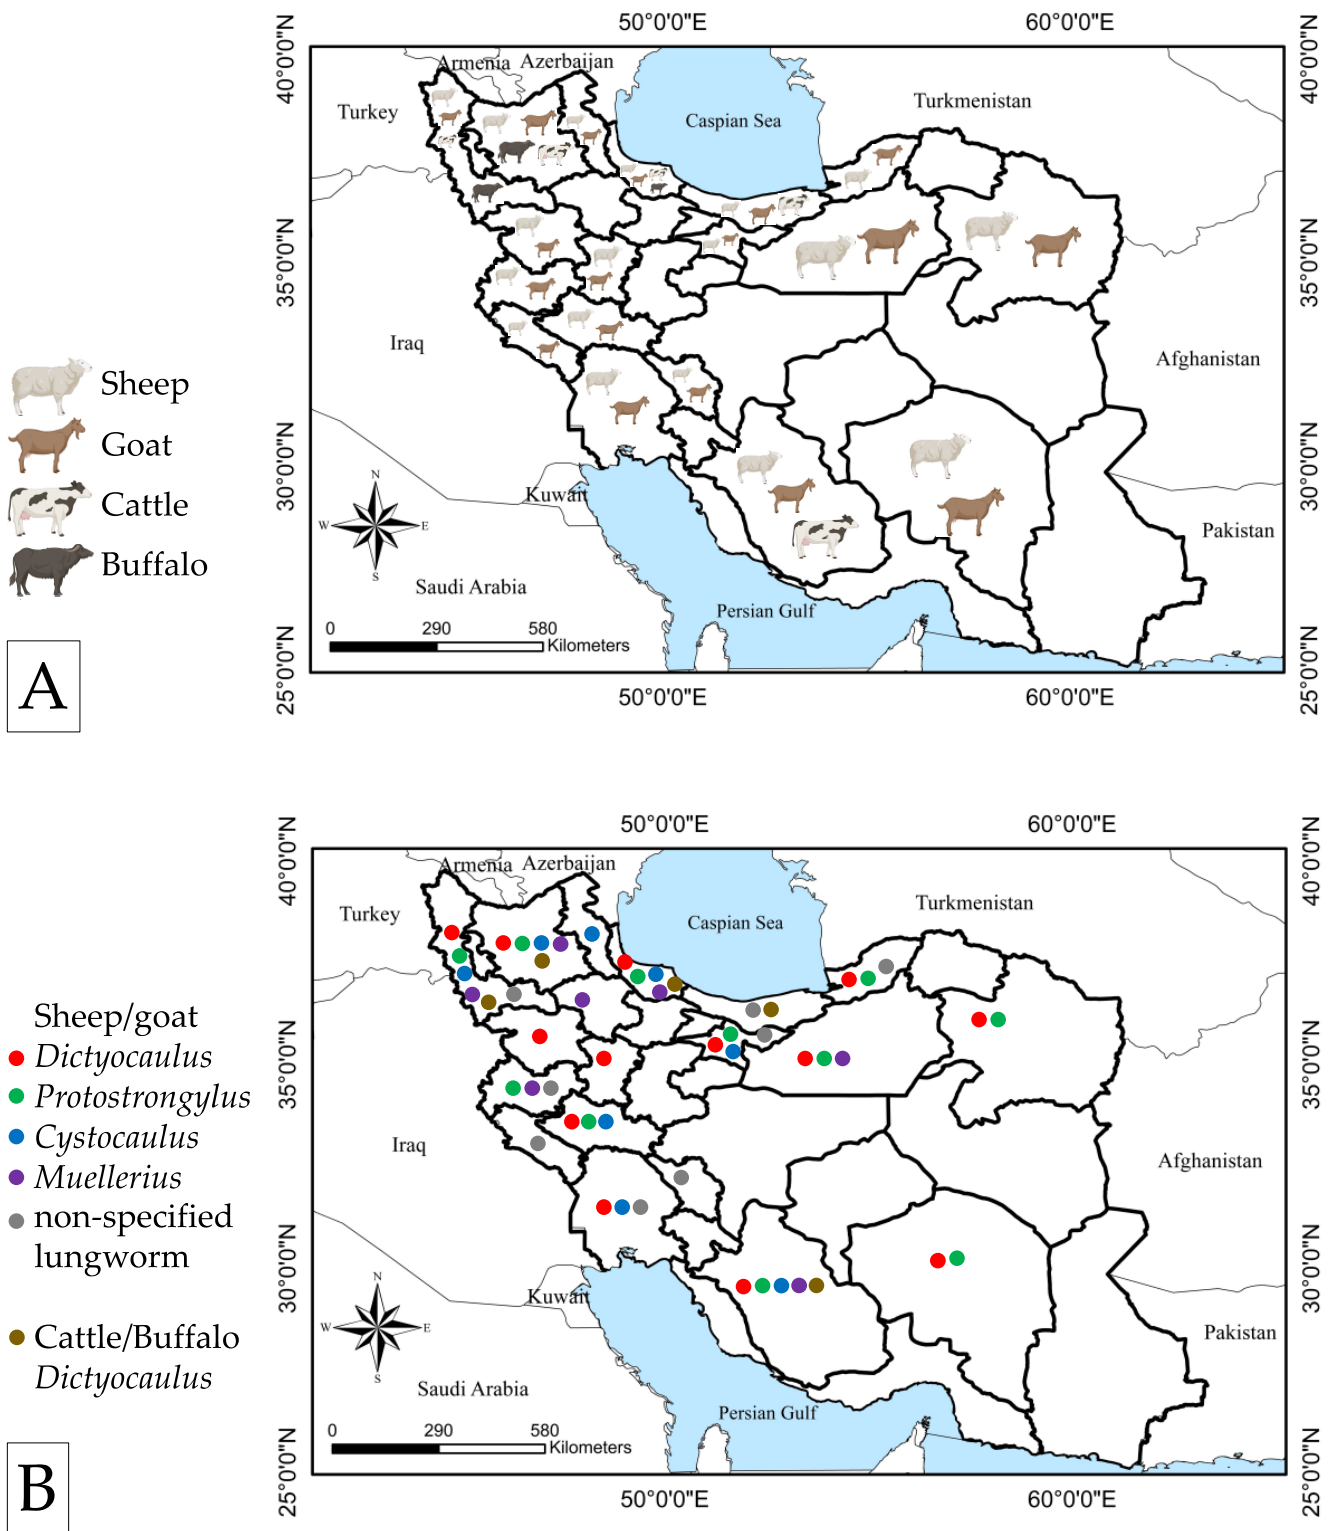 50°0'0"E
60°0'0"E
40°0'0"N
40°0'0"N
Armenia
Azerbaijan
Turkey
Caspian Sea
Turkmenistan
35°0'0"N
35°0'0"N
Iraq
Afghanistan
Sheep
Goat
Cattle
Buffalo
30°0'0"N
30°0'0"N
N
W
E
S
Kuwait
Pakistan
Saudi Arabia
Persian Gulf
0
290
580
Kilometers
25°0'0"N
25°0'0"N
A
50°0'0"E
60°0'0"E
50°0'0"E
60°0'0"E
40°0'0"N
40°0'0"N
Armenia
Azerbaijan
Turkey
Caspian Sea
Turkmenistan
35°0'0"N
35°0'0"N
Sheep/goat
Dictyocaulus
Protostrongylus
Cystocaulus
Muellerius
non-specified
lungworm
Cattle/Buffalo
Dictyocaulus
Iraq
Afghanistan
30°0'0"N
30°0'0"N
N
W
E
S
Kuwait
Pakistan
Saudi Arabia
Persian Gulf
0
290
580
Kilometers
25°0'0"N
25°0'0"N
B
50°0'0"E
60°0'0"E